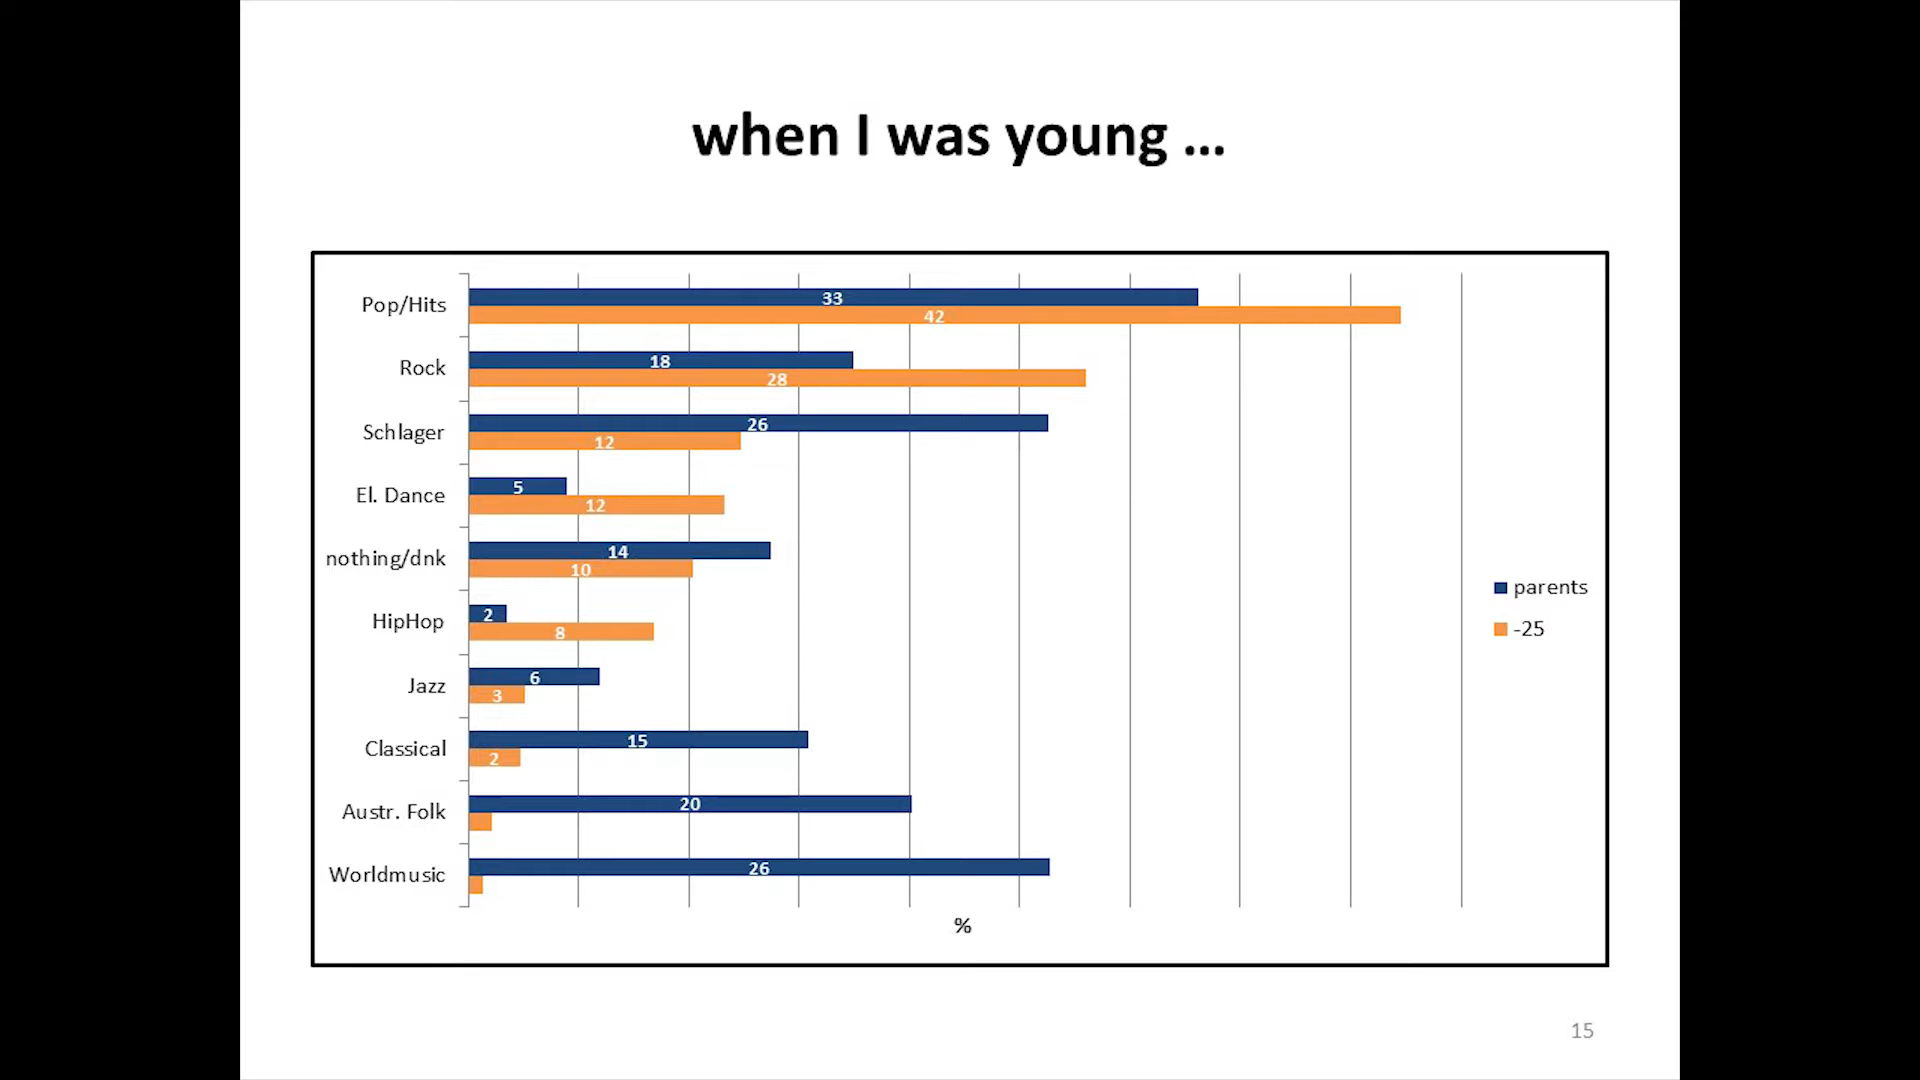 when I was young ...
Pop/Hits
33
42
Rock
18
28
Schlager
26
12
El. Dance
5
12
nothing/dnk
14
10
HipHop
2
8
Jazz
6
3
Classical
15
2
Austr. Folk
20
Worldmusic
26
%
parents
-25
15